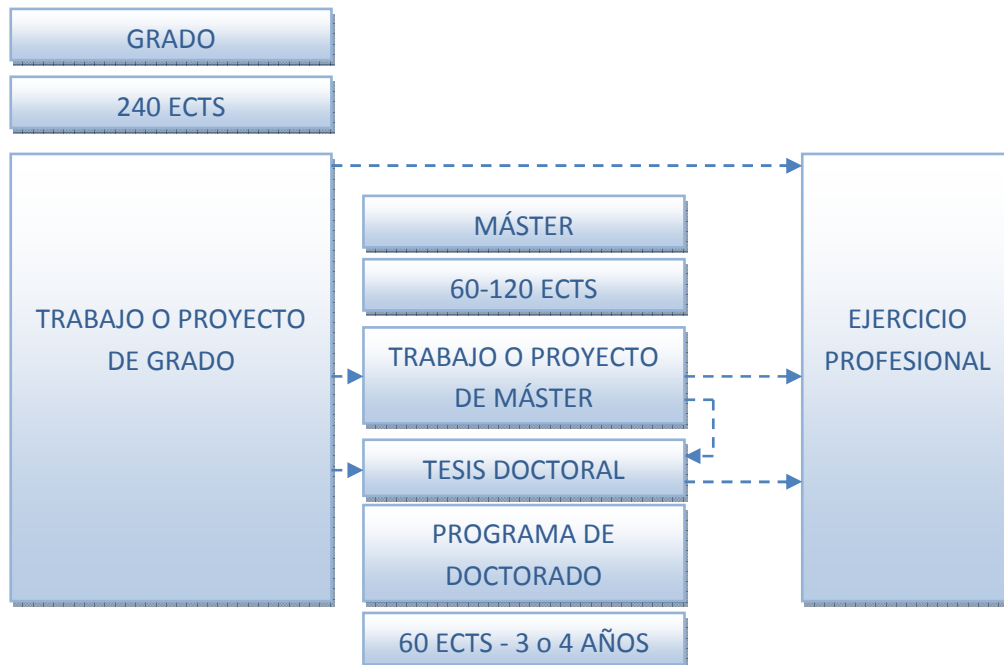 GRADO
240 ECTS
TRABAJO O PROYECTO
DE GRADO
MÁSTER
60-120 ECTS
TRABAJO O PROYECTO
DE MÁSTER
TESIS DOCTORAL
PROGRAMA DE
DOCTORADO
60 ECTS - 3 o 4 AÑOS
EJERCICIO
PROFESIONAL